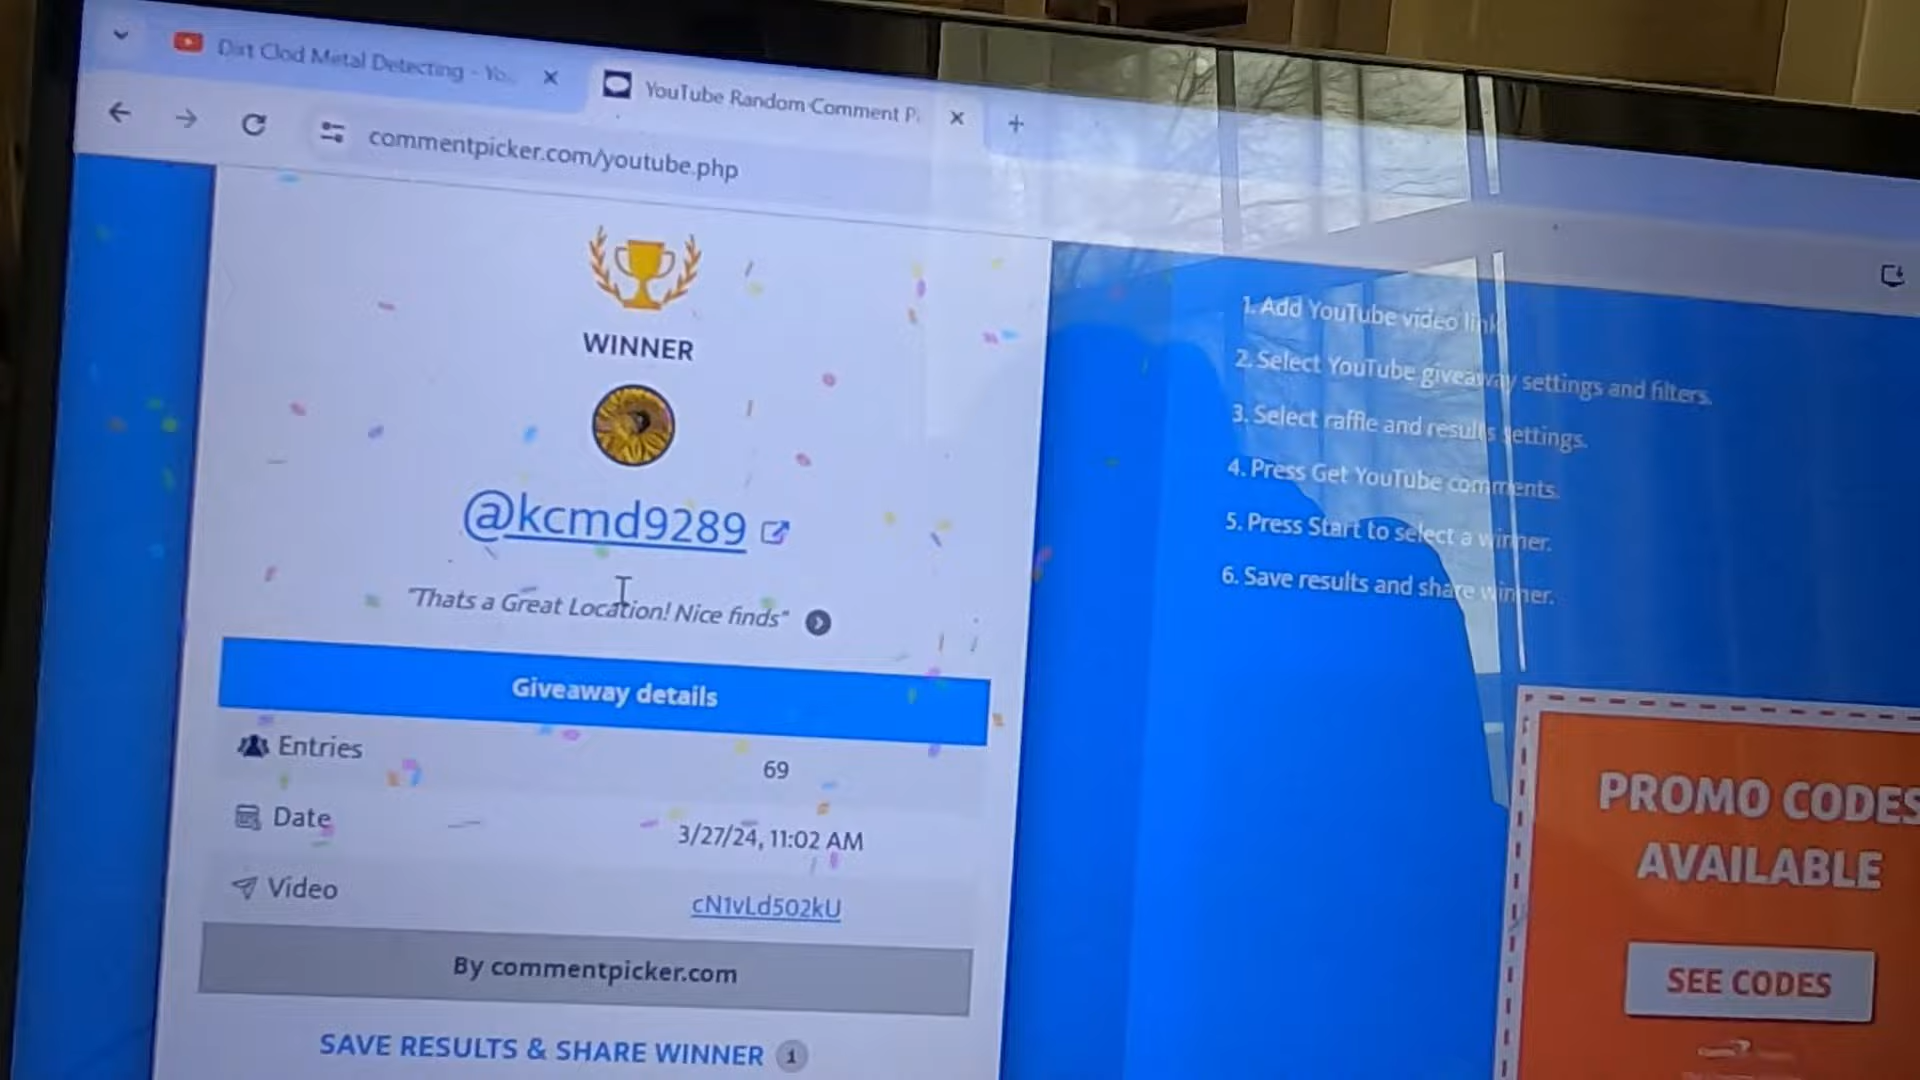 Dirt Clod Metal Detecting - Yo...
YouTube Random Comment Pi
commentpicker.com/youtube.php
WINNER
@kcmd9289
"Thats a Great Location! Nice finds"
Giveaway details
Entries
69
Date
3/27/24, 11:02 AM
Video
cN1vLd502kU
By commentpicker.com
SAVE RESULTS & SHARE WINNER 1
1. Add YouTube video link
2. Select YouTube giveaway settings and filters.
3. Select raffle and results settings.
4. Press Get YouTube comments.
5. Press Start to select a winner.
6. Save results and share winner.
PROMO CODES
AVAILABLE
SEE CODES